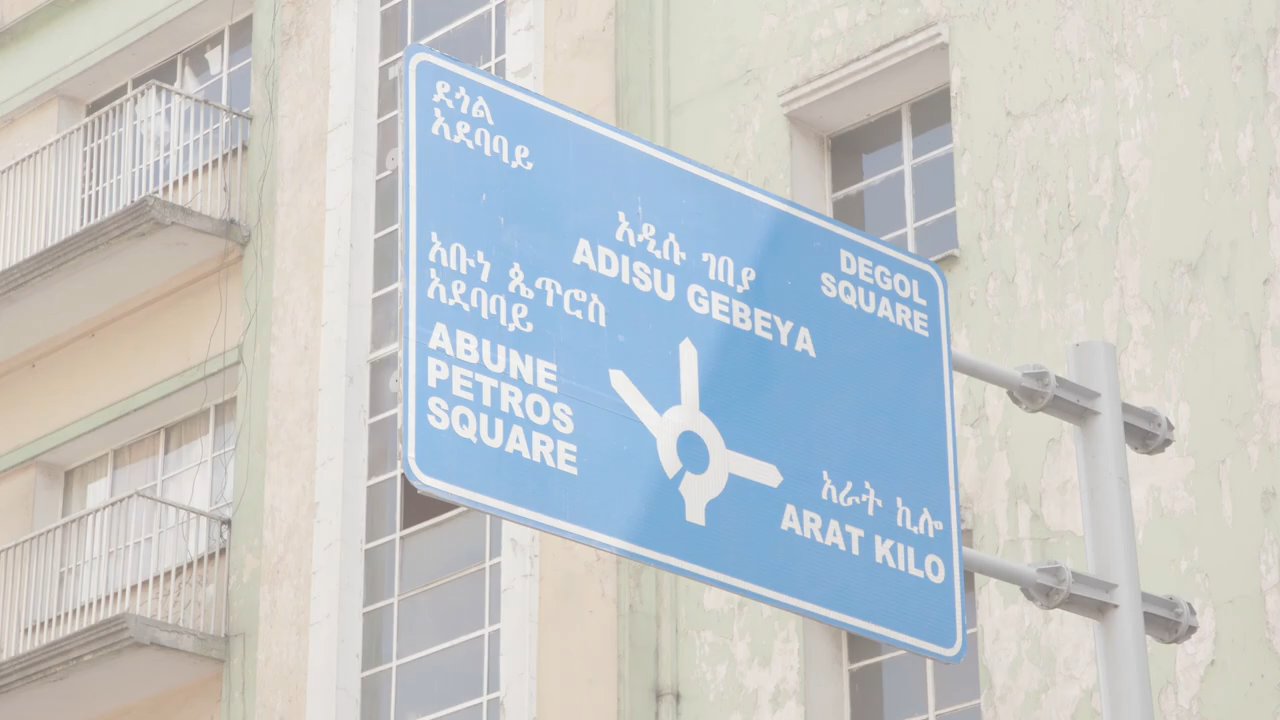 ደጎል
አደባባይ
DEGOL
SQUARE
አዲሱ ገበያ
ADISU GEBEYA
አቡነ ጴጥሮስ
አደባባይ
ABUNE
PETROS
SQUARE
አራት ኪሎ
ARAT KILO